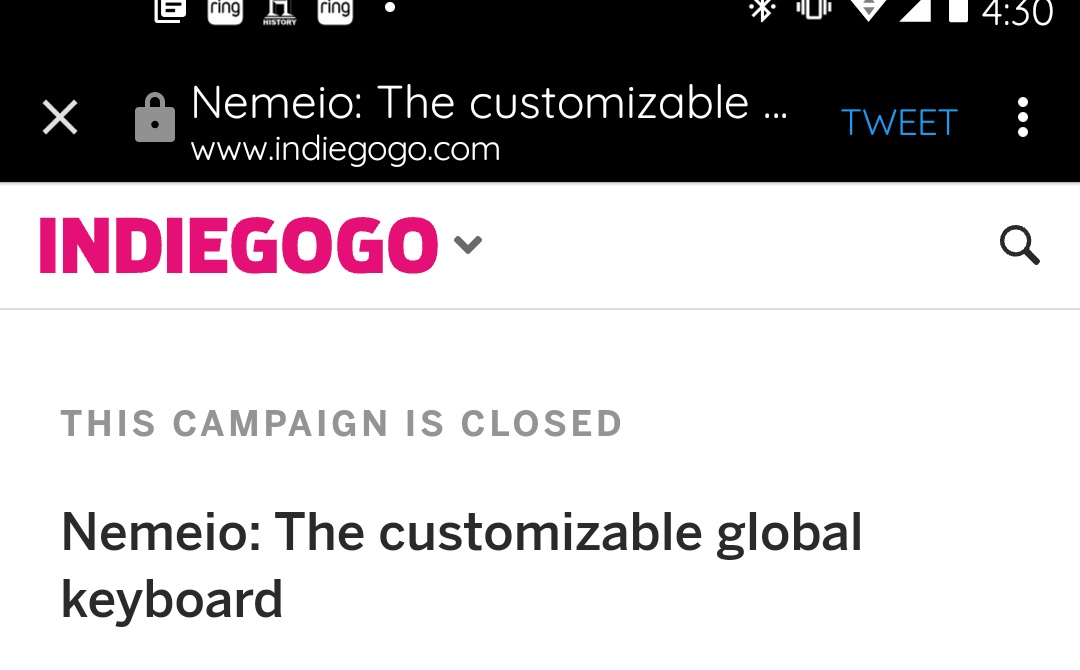 ring HISTORY ring 4:30
Nemeio: The customizable ...
TWEET
www.indiegogo.com
INDIEGOGO
THIS CAMPAIGN IS CLOSED
Nemeio: The customizable global
keyboard